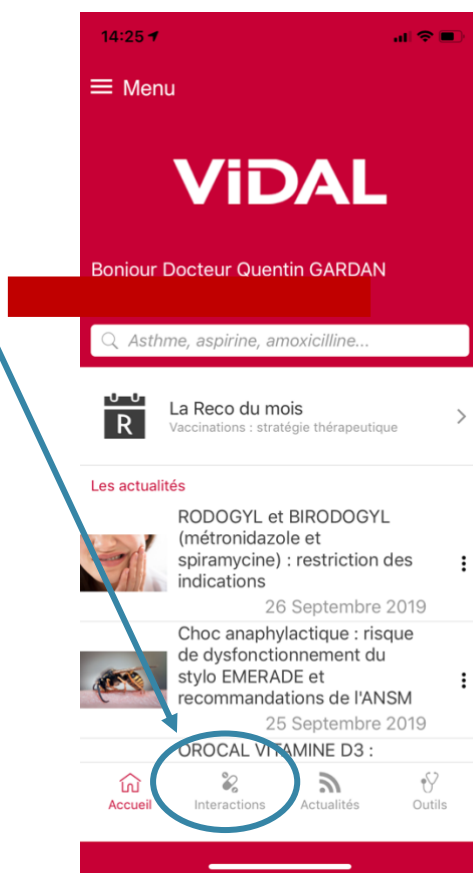 14:25
Menu
ViDAL
Bonjour Docteur Quentin GARDAN
Asthme, aspirine, amoxicilline...
R
La Reco du mois
Vaccinations : stratégie thérapeutique
Les actualités
RODOGYL et BIRODOGYL
(métronidazole et
spiramycine) : restriction des
indications
26 Septembre 2019
Choc anaphylactique : risque
de dysfonctionnement du
stylo EMERADE et
recommandations de l'ANSM
25 Septembre 2019
OROCAL VITAMINE D3 :
Accueil Interactions Actualités Outils